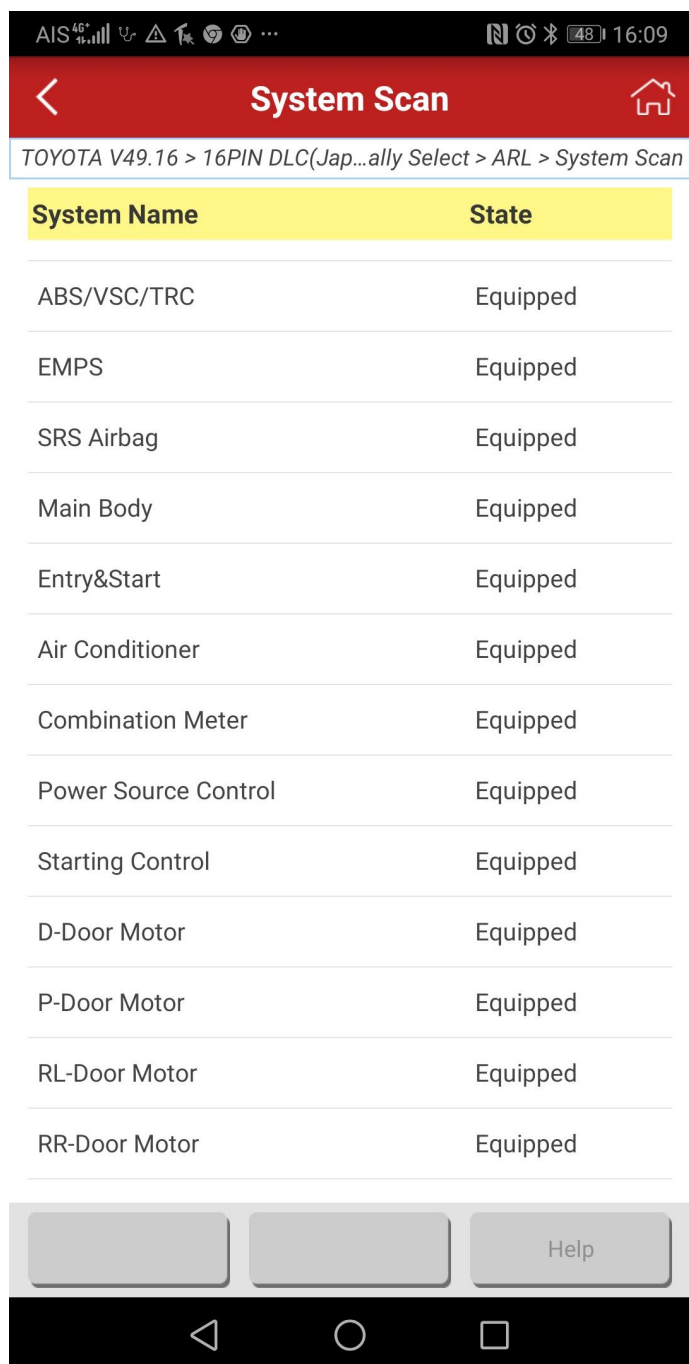 AIS 4G+ 48 16:09
System Scan
TOYOTA V49.16 > 16PIN DLC(Jap...ally Select > ARL > System Scan
System Name State
ABS/VSC/TRC Equipped
EMPS Equipped
SRS Airbag Equipped
Main Body Equipped
Entry&Start Equipped
Air Conditioner Equipped
Combination Meter Equipped
Power Source Control Equipped
Starting Control Equipped
D-Door Motor Equipped
P-Door Motor Equipped
RL-Door Motor Equipped
RR-Door Motor Equipped
Help